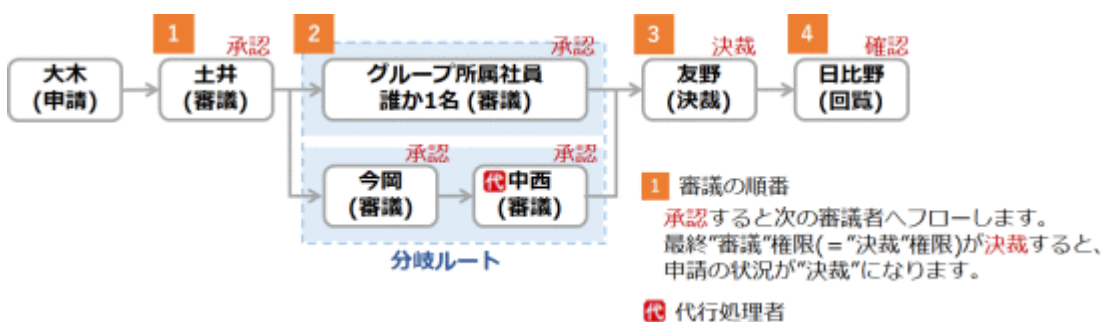 1
承認
2
承認
3
決裁
4
確認
大木
(申請)
土井
(審議)
グループ所属社員
誰か1名 (審議)
友野
(決裁)
日比野
(回覧)
承認
承認
今岡
(審議)
代 中西
(審議)
分岐ルート
1 審議の順番
承認すると次の審議者へフローします。
最終"審議"権限(="決裁"権限)が決裁すると、
申請の状況が"決裁"になります。
代 代行処理者